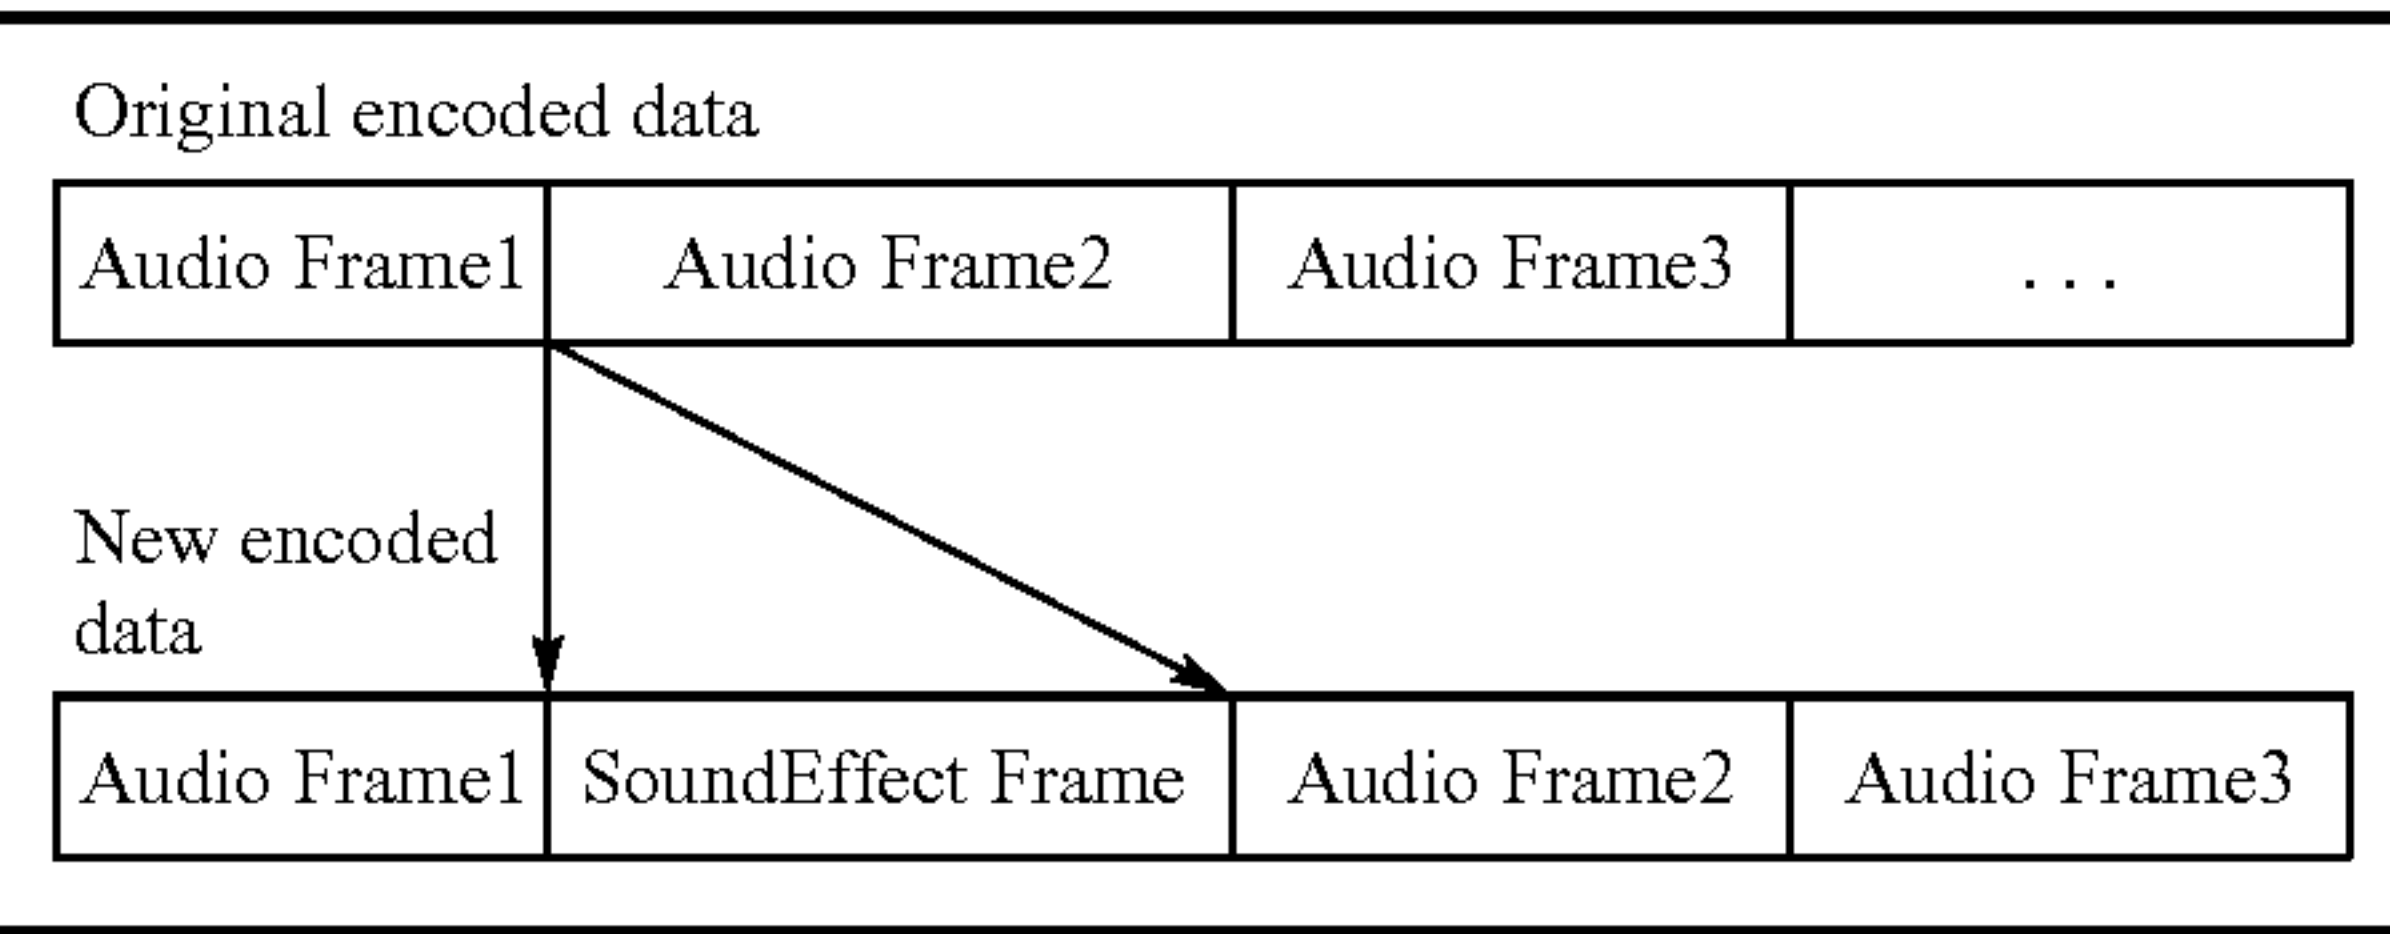 Original encoded data
Audio Frame1 Audio Frame2 Audio Frame3 ...
New encoded
data
Audio Frame1 SoundEffect Frame Audio Frame2 Audio Frame3